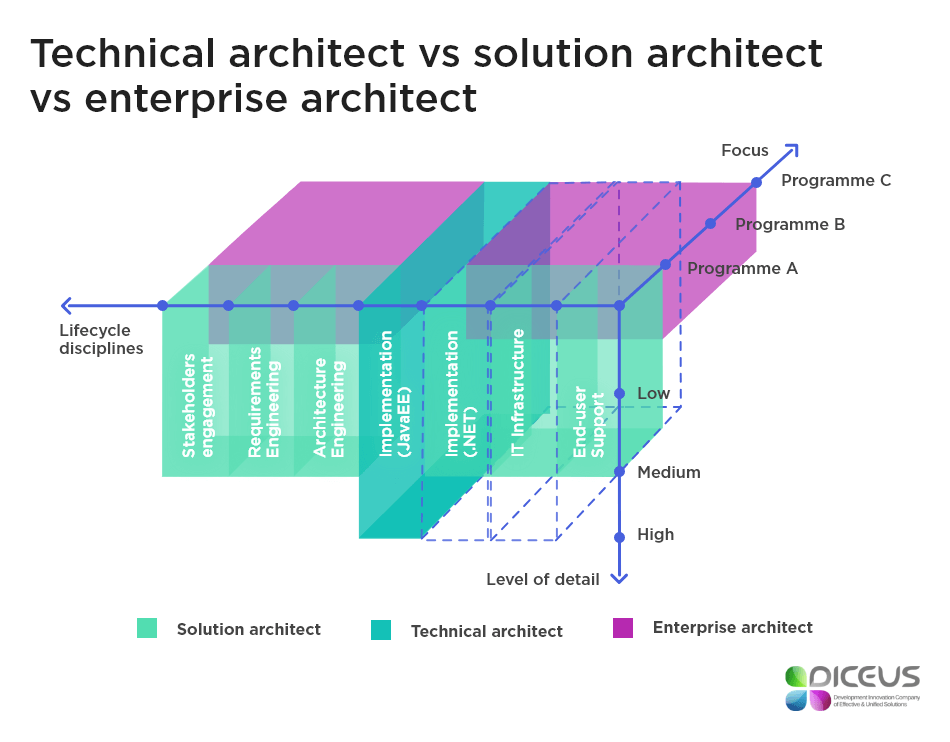 Technical architect vs solution architect
vs enterprise architect
Focus
Programme C
Programme B
Programme A
Lifecycle
disciplines
Stakeholders
engagement
Requirements
Engineering
Architecture
Engineering
Implementation
(JavaEE)
Implementation
(.NET)
IT Infrastructure
End-user
Support
Low
Medium
High
Level of detail
Solution architect
Technical architect
Enterprise architect
DICEUS
Development Innovation Company
of Effective & Unified Solutions